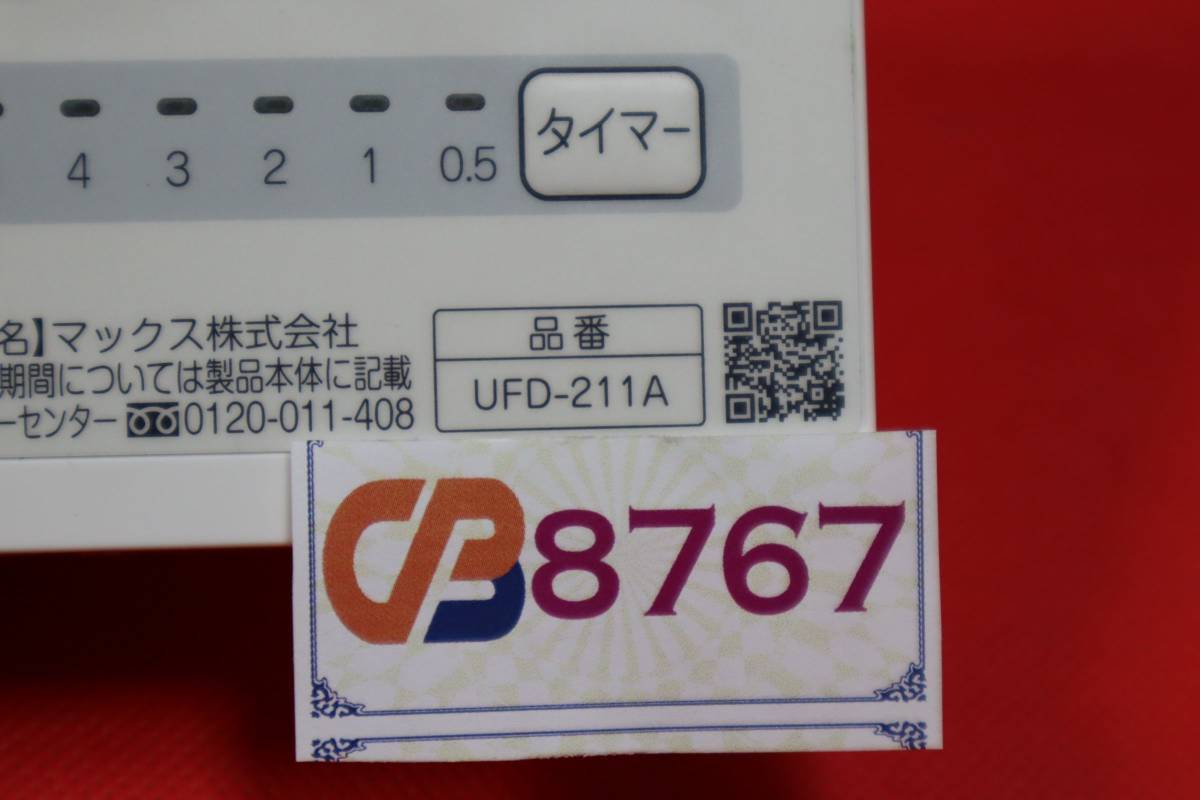 タイマー
4 3 2 1 0.5
名】マックス株式会社
期間については製品本体に記載
ーセンター 0120-011-408
品番
UFD-211A
CB8767